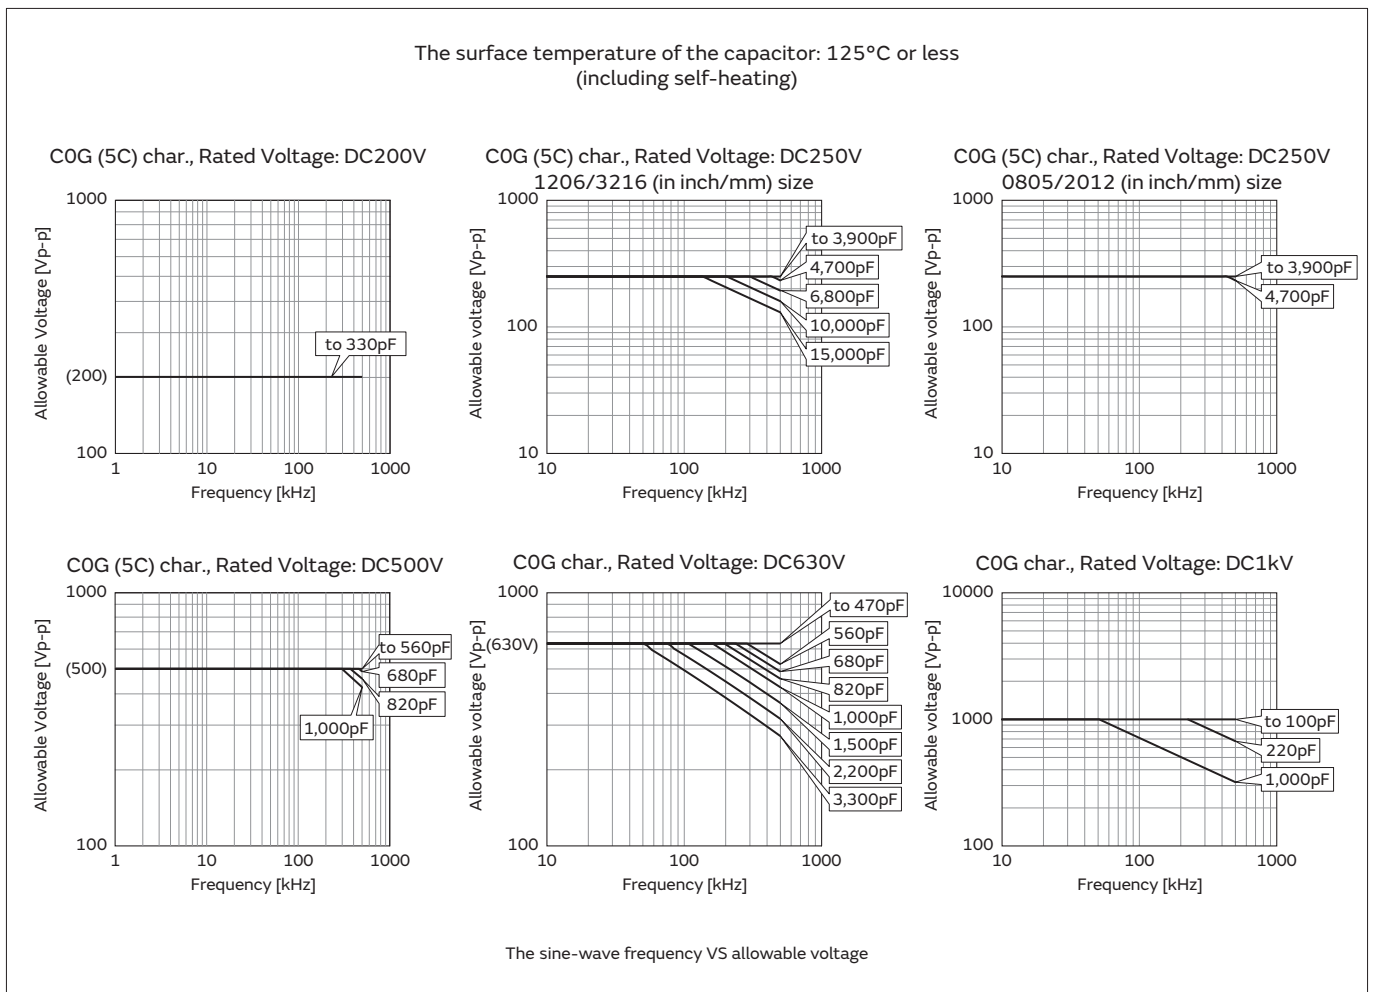 The surface temperature of the capacitor: 125°C or less
(including self-heating)
C0G (5C) char., Rated Voltage: DC200V
1000
(200)
100
Allowable Voltage [Vp-p]
to 330pF
1 10 100 1000
Frequency [kHz]
C0G (5C) char., Rated Voltage: DC250V
1206/3216 (in inch/mm) size
1000
100
10
Allowable voltage [Vp-p]
to 3,900pF
4,700pF
6,800pF
10,000pF
15,000pF
10 100 1000
Frequency [kHz]
C0G (5C) char., Rated Voltage: DC250V
0805/2012 (in inch/mm) size
1000
100
10
Allowable voltage [Vp-p]
to 3,900pF
4,700pF
10 100 1000
Frequency [kHz]
C0G (5C) char., Rated Voltage: DC500V
1000
(500)
100
Allowable Voltage [Vp-p]
to 560pF
680pF
820pF
1,000pF
1 10 100 1000
Frequency [kHz]
C0G char., Rated Voltage: DC630V
1000
(630V)
100
Allowable voltage [Vp-p]
to 470pF
560pF
680pF
820pF
1,000pF
1,500pF
2,200pF
3,300pF
10 100 1000
Frequency [kHz]
C0G char., Rated Voltage: DC1kV
10000
1000
100
Allowable voltage [Vp-p]
to 100pF
220pF
1,000pF
10 100 1000
Frequency [kHz]
The sine-wave frequency VS allowable voltage